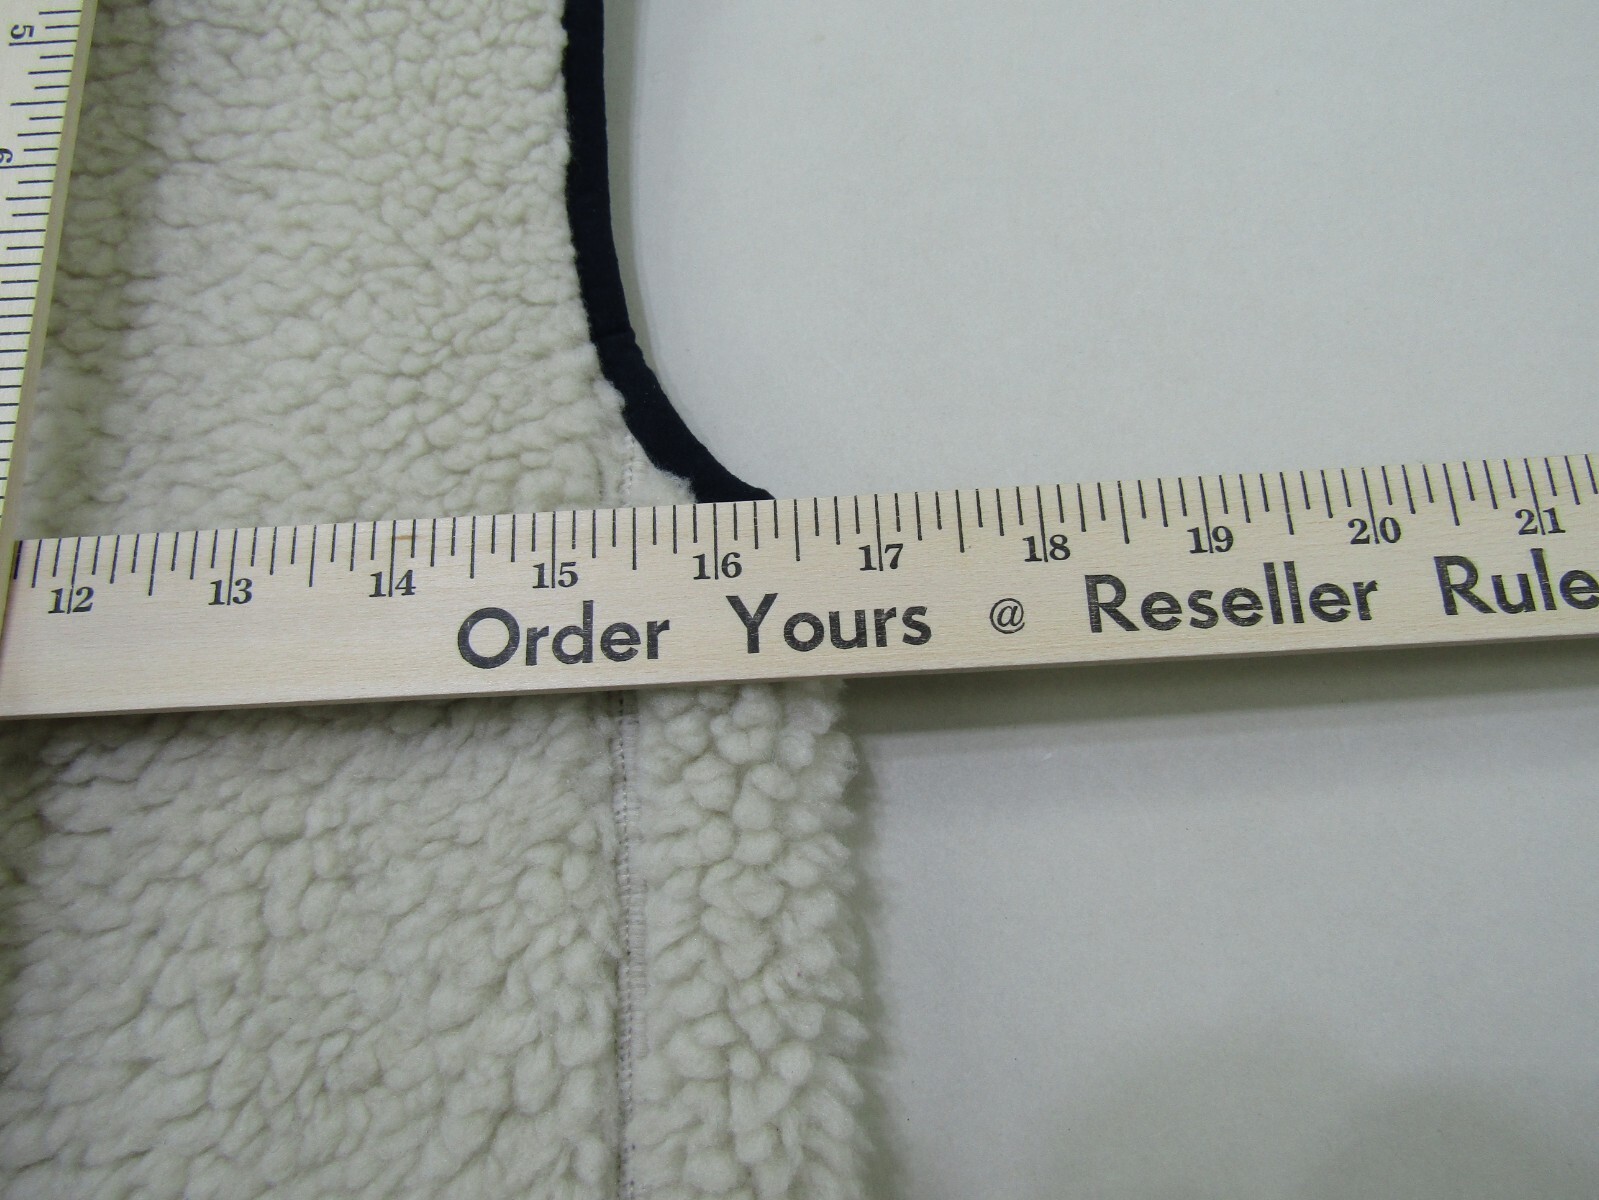 5
6
12 13 14 15 16 17 18 19 20 21
Order Yours @ Reseller Rule